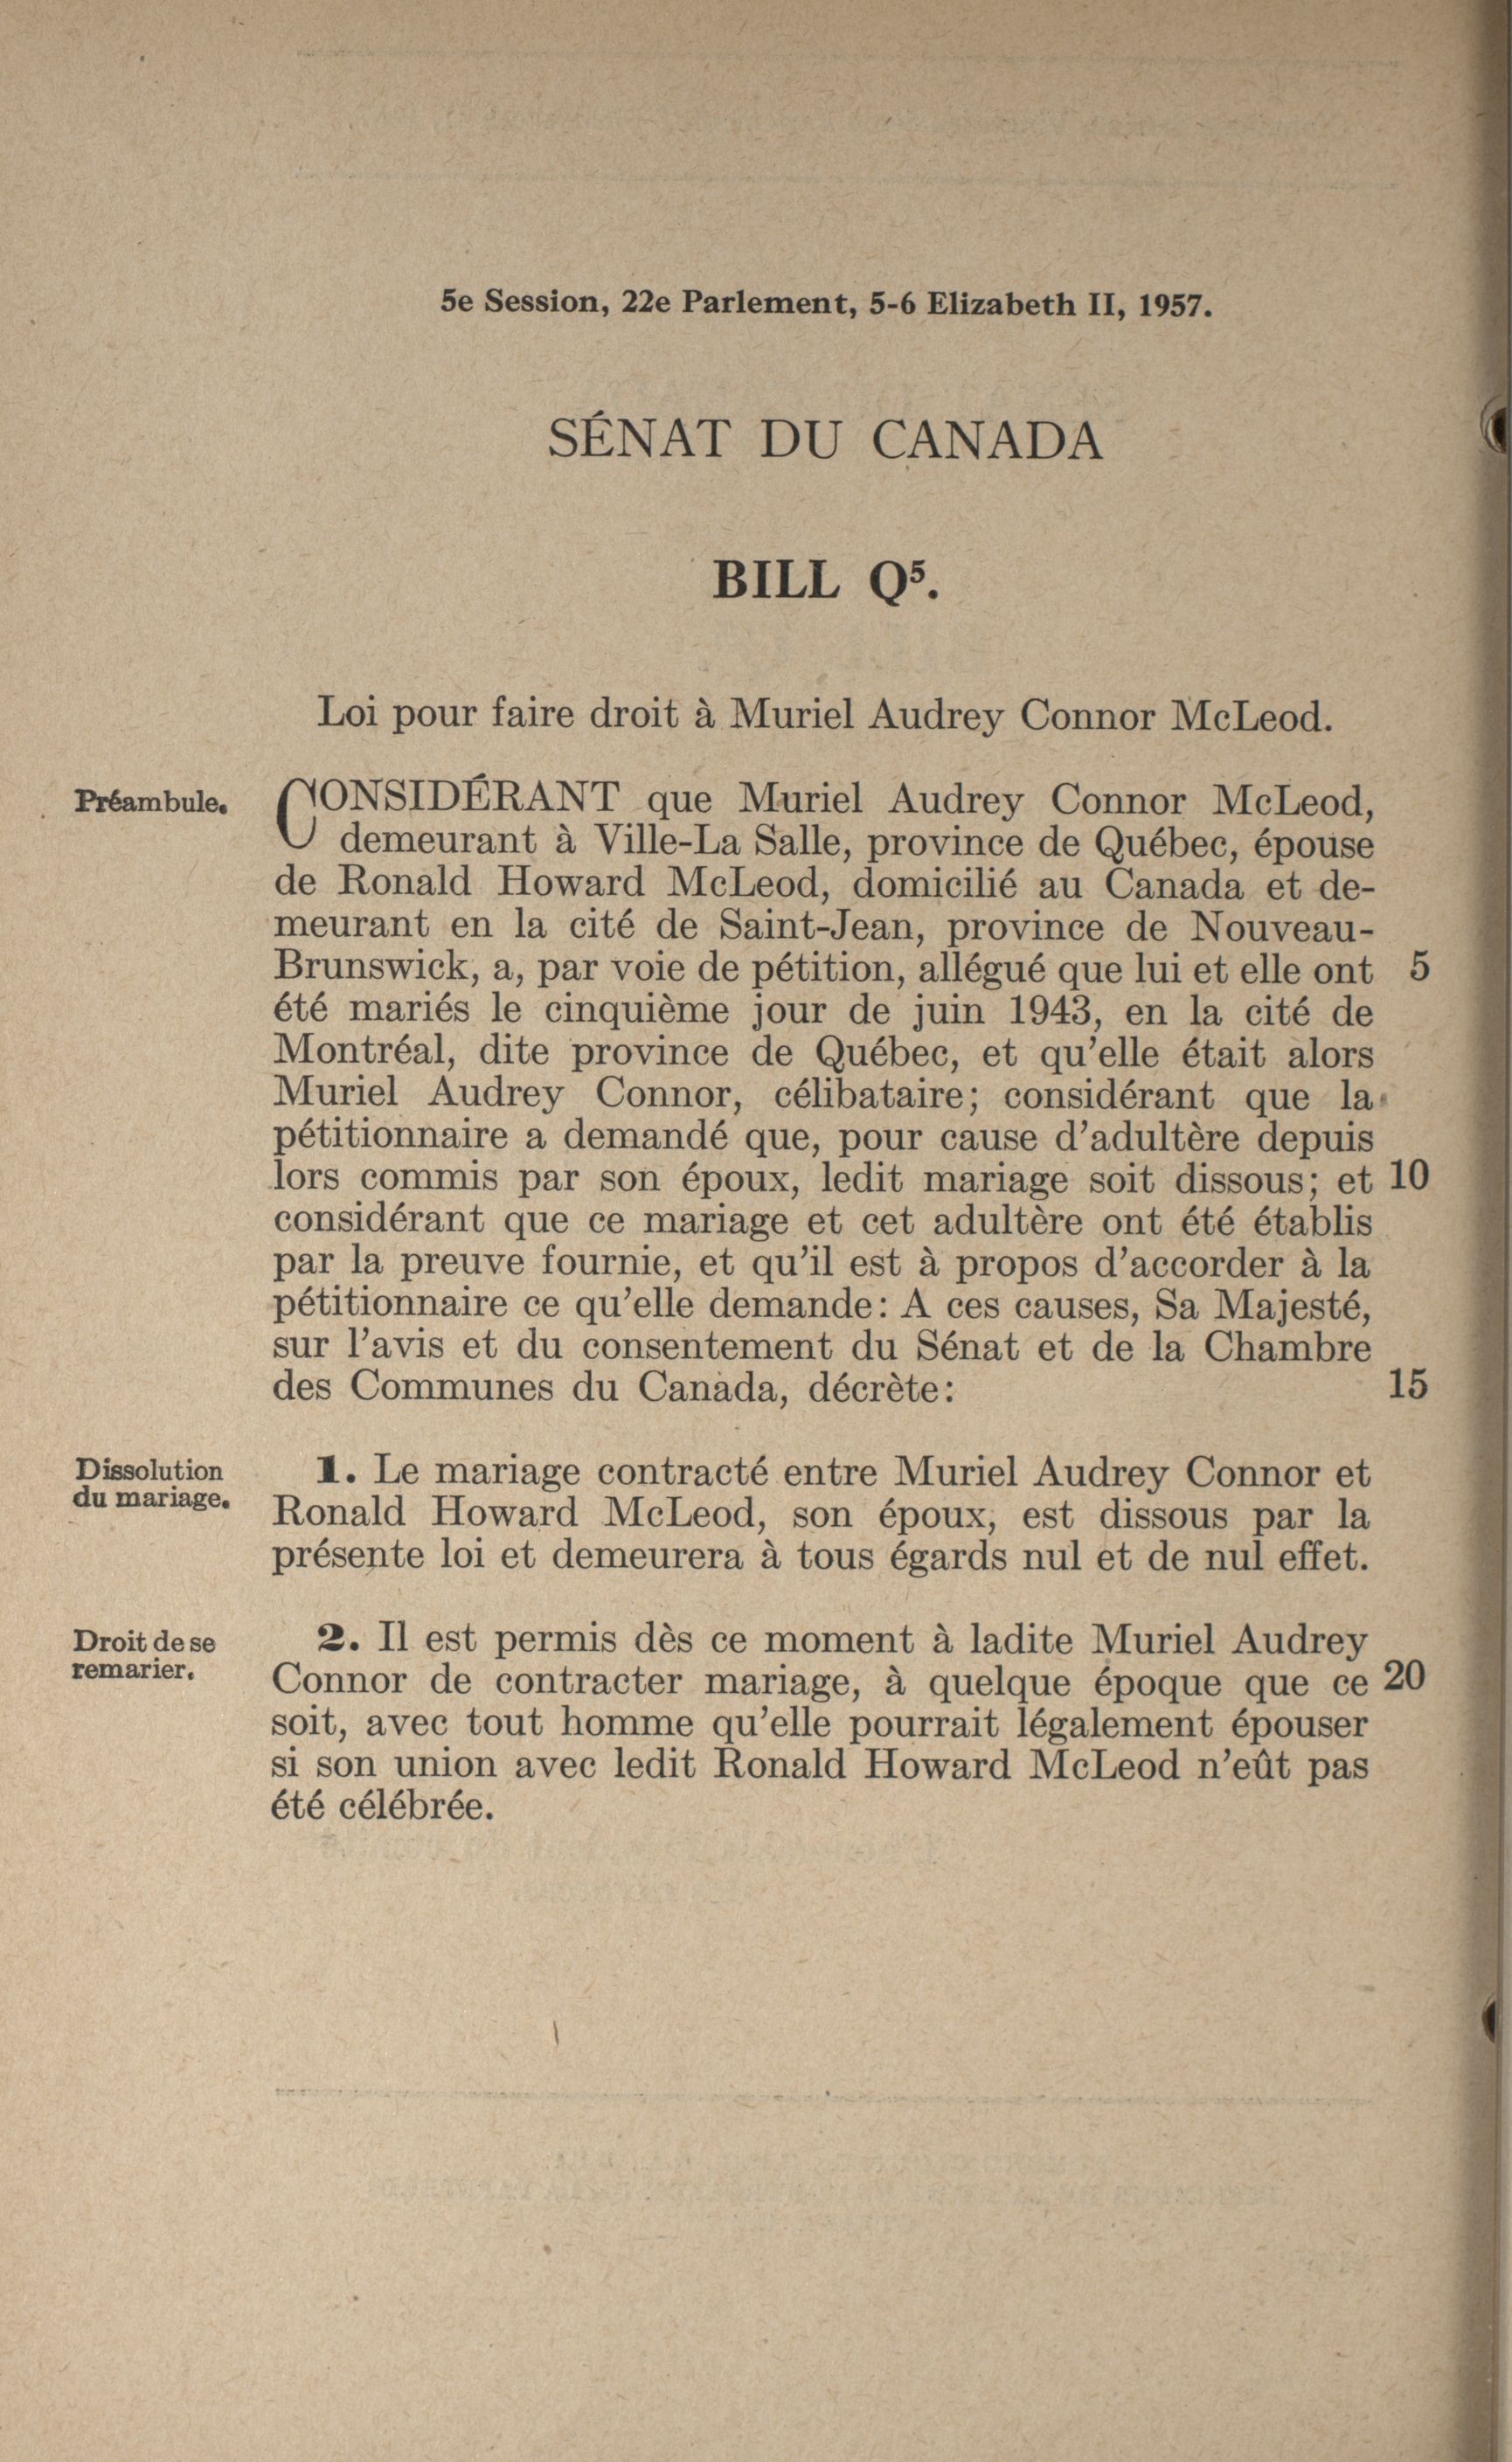 5e Session, 22e Parlement, 5-6 Elizabeth II, 1957.
SÉNAT DU CANADA
BILL Q⁵.
Loi pour faire droit à Muriel Audrey Connor McLeod.
Préambule.
CONSIDÉRANT que Muriel Audrey Connor McLeod,
demeurant à Ville-La Salle, province de Québec, épouse
de Ronald Howard McLeod, domicilié au Canada et de-
meurant en la cité de Saint-Jean, province de Nouveau-
Brunswick, a, par voie de pétition, allégué que lui et elle ont 5
été mariés le cinquième jour de juin 1943, en la cité de
Montréal, dite province de Québec, et qu'elle était alors
Muriel Audrey Connor, célibataire; considérant que la
pétitionnaire a demandé que, pour cause d'adultère depuis
lors commis par son époux, ledit mariage soit dissous; et 10
considérant que ce mariage et cet adultère ont été établis
par la preuve fournie, et qu'il est à propos d'accorder à la
pétitionnaire ce qu'elle demande: A ces causes, Sa Majesté,
sur l'avis et du consentement du Sénat et de la Chambre
des Communes du Canada, décrète: 15
Dissolution
du mariage.
1. Le mariage contracté entre Muriel Audrey Connor et
Ronald Howard McLeod, son époux, est dissous par la
présente loi et demeurera à tous égards nul et de nul effet.
Droit de se
remarier.
2. Il est permis dès ce moment à ladite Muriel Audrey
Connor de contracter mariage, à quelque époque que ce 20
soit, avec tout homme qu'elle pourrait légalement épouser
si son union avec ledit Ronald Howard McLeod n'eût pas
été célébrée.